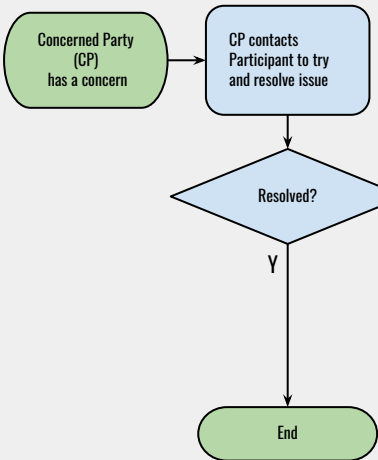 Concerned Party
(CP)
has a concern
CP contacts
Participant to try
and resolve issue
Resolved?
Y
End